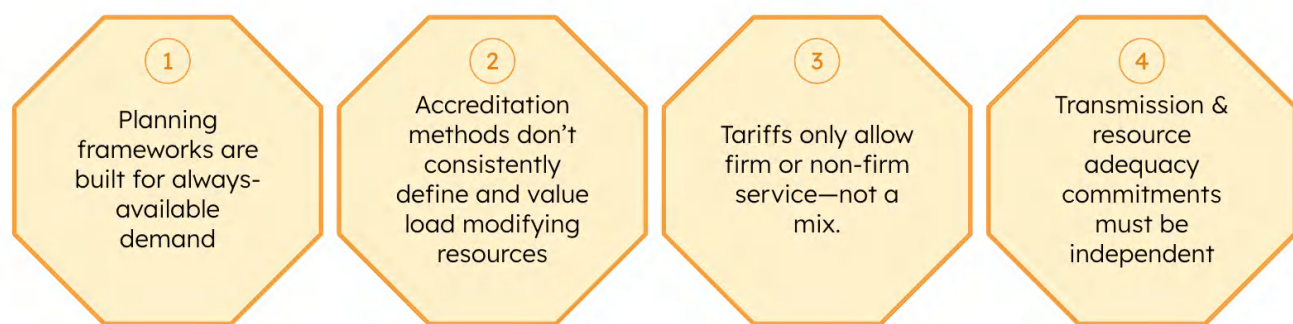 1
Planning
frameworks are
built for always-
available
demand
2
Accreditation
methods don’t
consistently
define and value
load modifying
resources
3
Tariffs only allow
firm or non-firm
service—not a
mix.
4
Transmission &
resource
adequacy
commitments
must be
independent